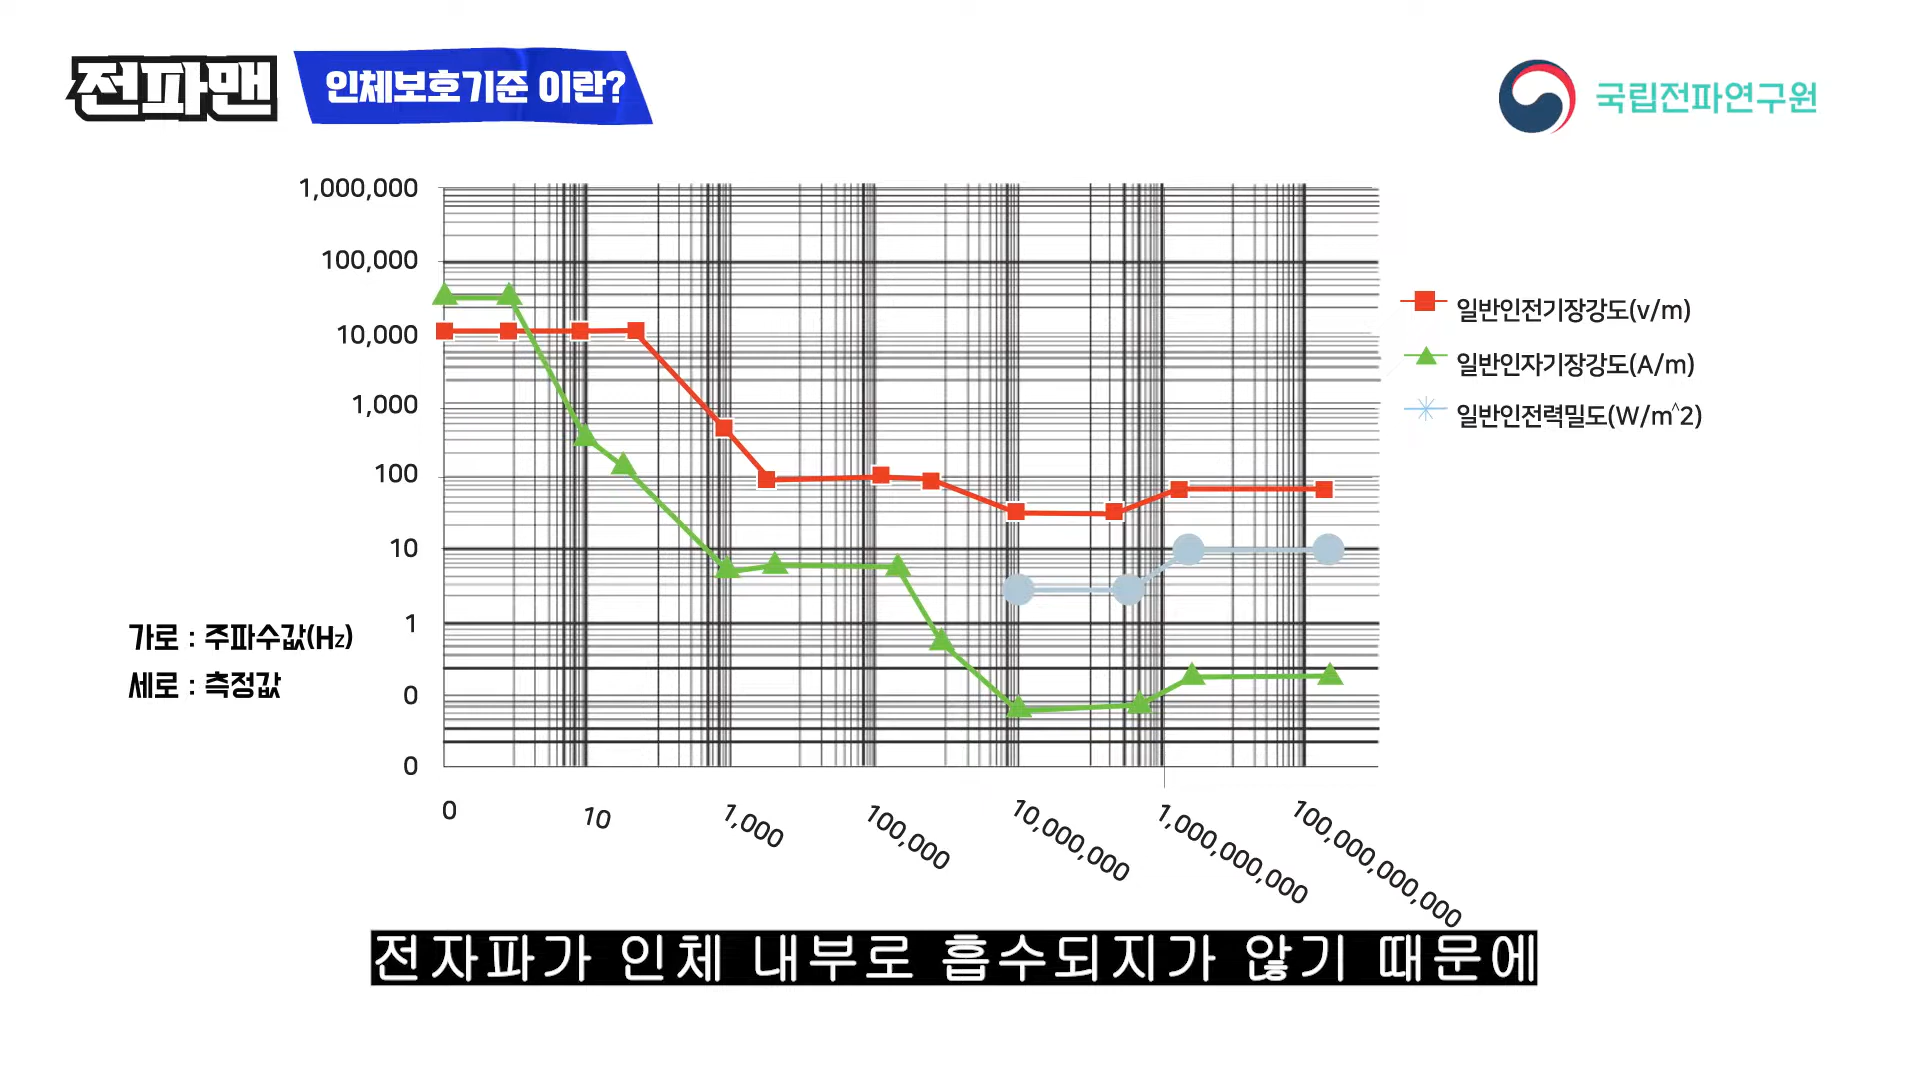 전파맨
인체보호기준 이란?
국립전파연구원
1,000,000
100,000
10,000
1,000
100
10
1
0
0
가로 : 주파수값(Hz)
세로 : 측정값
0
10
1,000
100,000
10,000,000
1,000,000,000
100,000,000,000
일반인전기장강도(v/m)
일반인자기장강도(A/m)
일반인전력밀도(W/m^2)
전자파가 인체 내부로 흡수되지가 않기 때문에